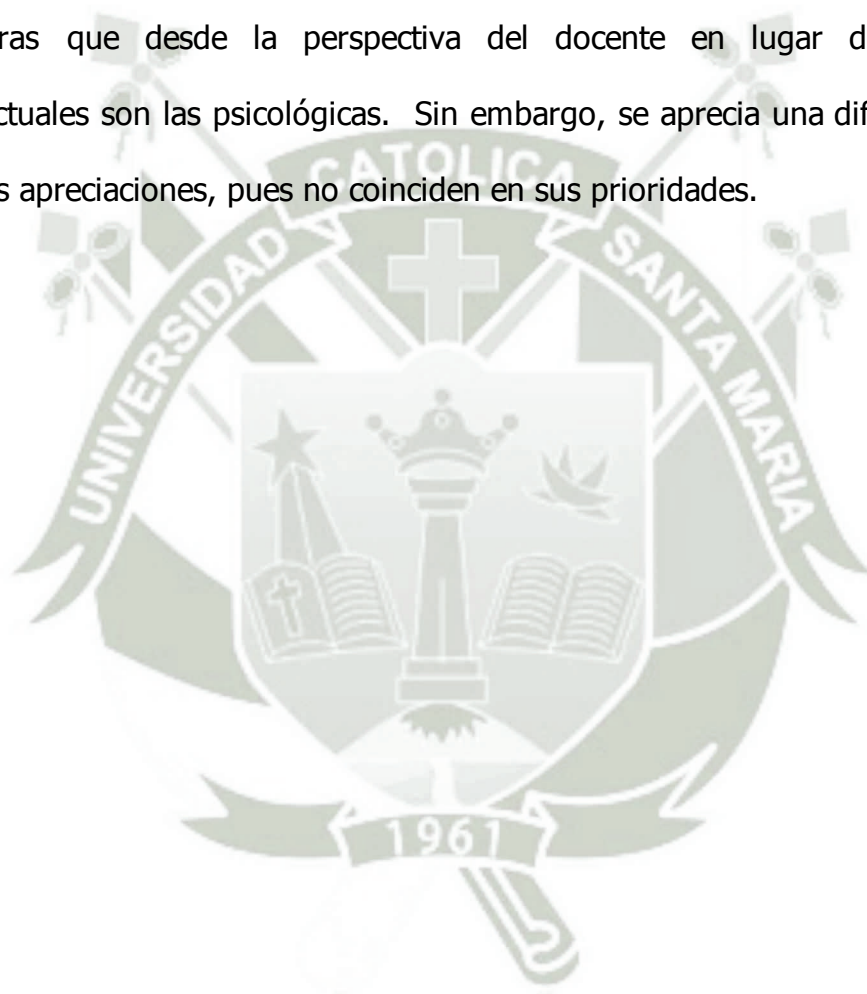 ras que desde la perspectiva del docente en lugar d
ctuales son las psicológicas. Sin embargo, se aprecia una dif
s apreciaciones, pues no coinciden en sus prioridades.
UNIVERSIDAD CATOLICA SANTA MARIA
1961